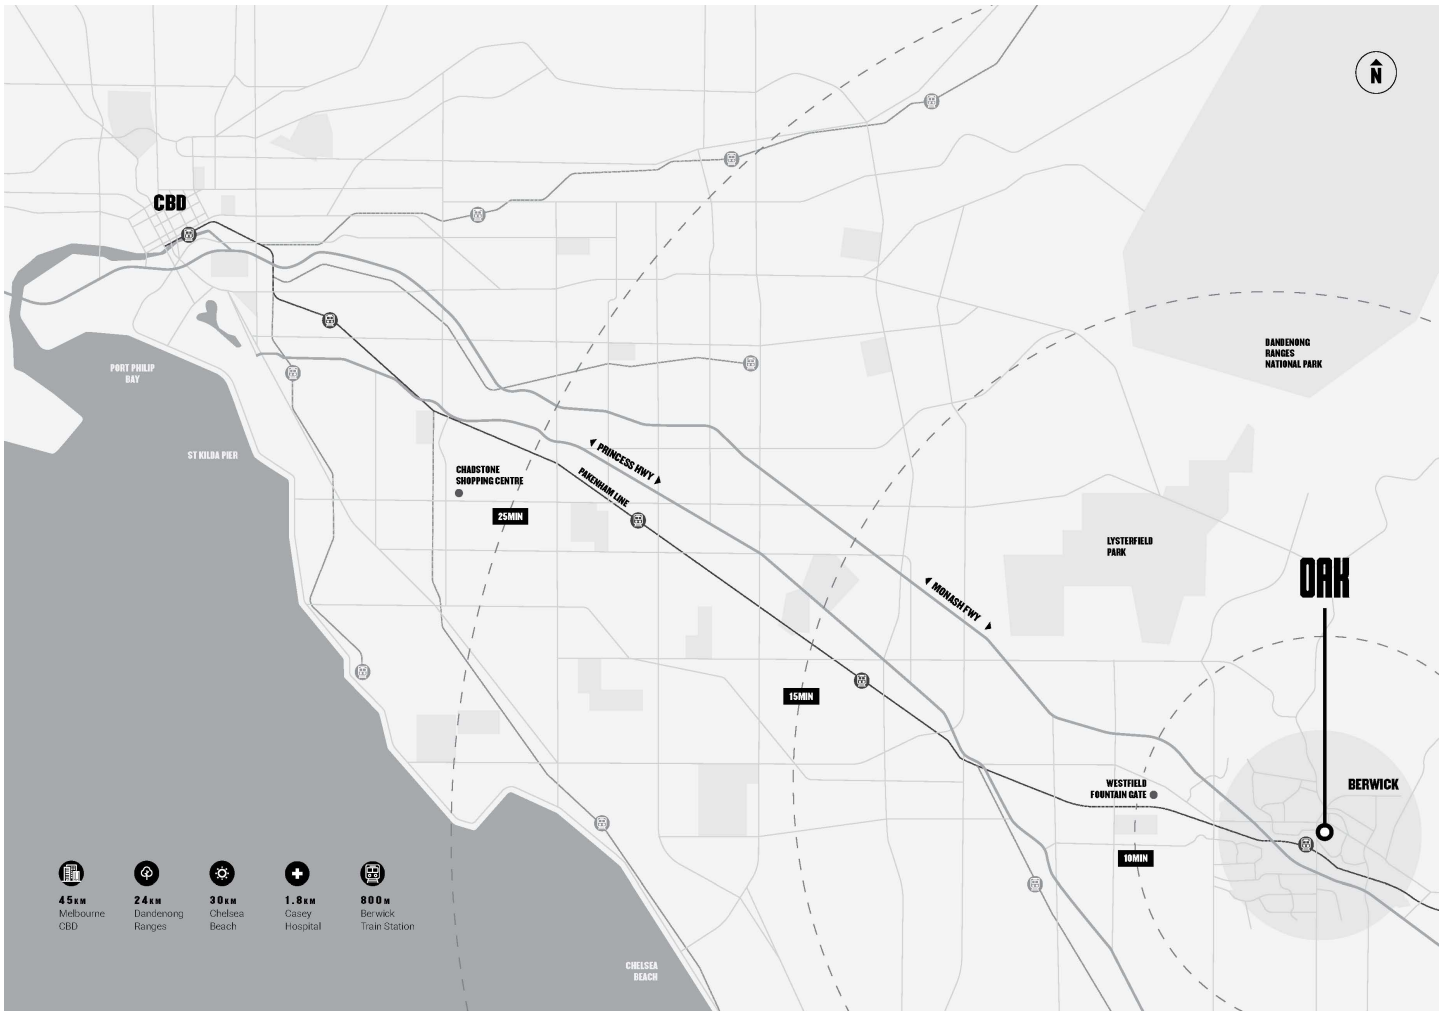 N
CBD
DANDENONG
RANGES
NATIONAL PARK
PORT PHILIP
BAY
ST KILDA PIER
PRINCESS HWY
PAKENHAM LINE
CHADSTONE
SHOPPING CENTRE
25MIN
LYSTERFIELD
PARK
OAK
MONASH FWY
15MIN
WESTFIELD
FOUNTAIN GATE
BERWICK
10MIN
45KM
Melbourne
CBD
24KM
Dandenong
Ranges
30KM
Chelsea
Beach
1.8KM
Casey
Hospital
800M
Berwick
Train Station
CHELSEA
BEACH